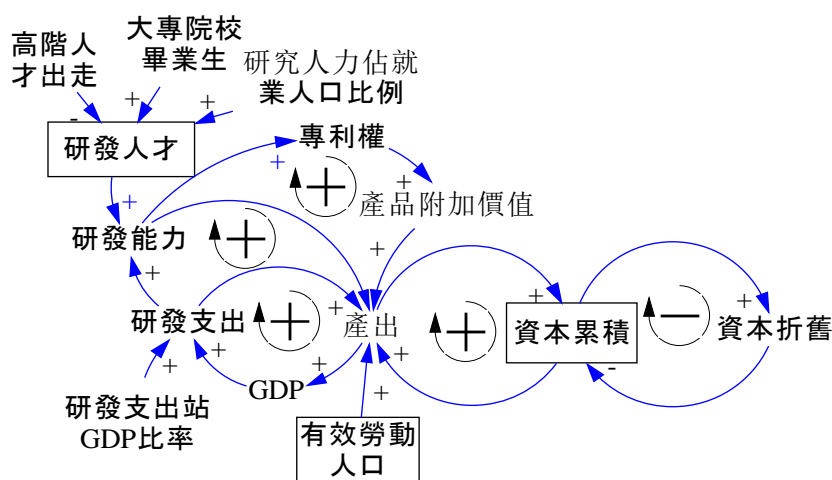 高階人
才出走
大專院校
畢業生
研究人力佔就
業人口比例
-
+
+
研發人才
專利權
+
+
+
+
產品附加價值
+
研發能力
+
+
+
研發支出
+
+
產出
+
+
資本累積
-
+
資本折舊
+
+
+
+
-
GDP
+
研發支出站
GDP比率
有效勞動
人口